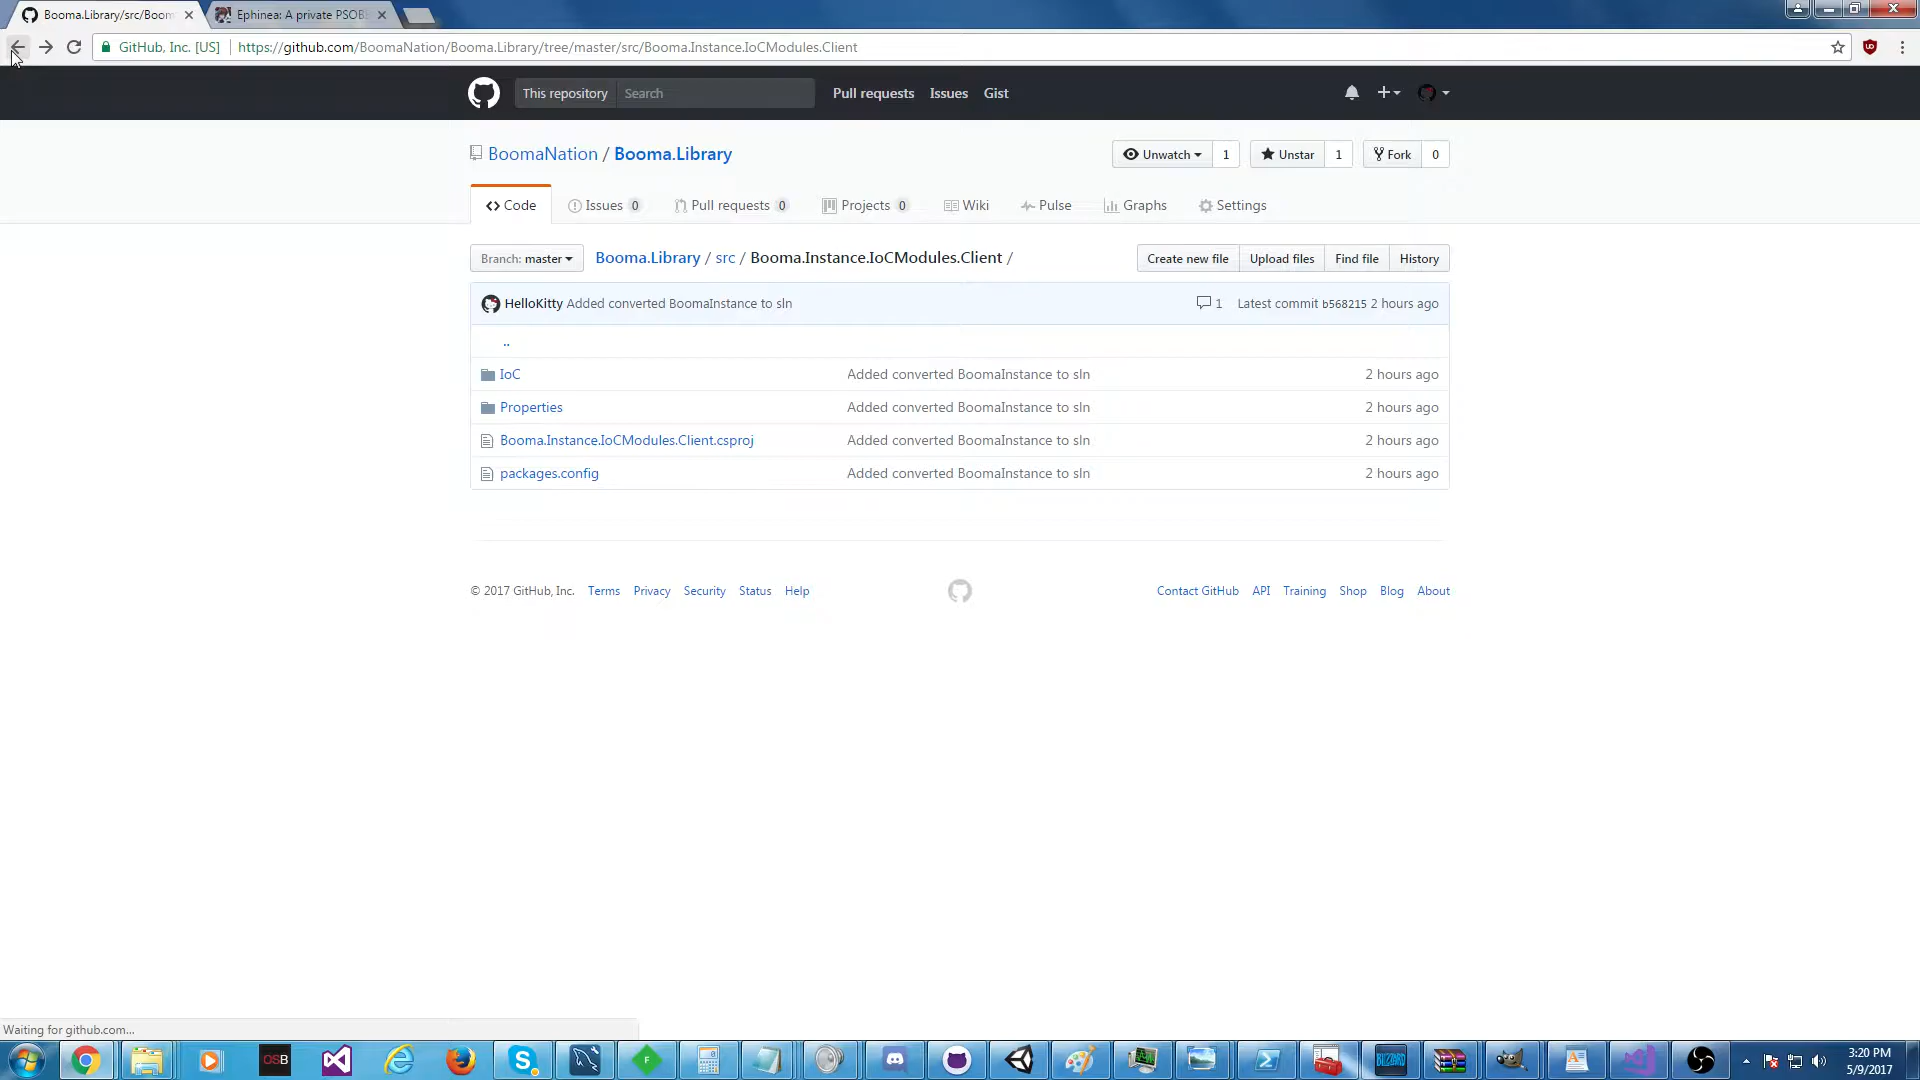 Booma.Library/src/Boom
Ephinea: A private PSOB
GitHub, Inc. [US]
https://github.com/BoomaNation/Booma.Library/tree/master/src/Booma.Instance.IoCModules.Client
This repository
Search
Pull requests
Issues
Gist
BoomaNation / Booma.Library
Unwatch
1
Unstar
1
Fork
0
Code
Issues 0
Pull requests 0
Projects 0
Wiki
Pulse
Graphs
Settings
Branch: master
Booma.Library / src / Booma.Instance.IoCModules.Client /
Create new file
Upload files
Find file
History
HelloKitty Added converted BoomaInstance to sln
1
Latest commit b568215 2 hours ago
..
IoC Added converted BoomaInstance to sln 2 hours ago
Properties Added converted BoomaInstance to sln 2 hours ago
Booma.Instance.IoCModules.Client.csproj Added converted BoomaInstance to sln 2 hours ago
packages.config Added converted BoomaInstance to sln 2 hours ago
© 2017 GitHub, Inc. Terms Privacy Security Status Help
Contact GitHub API Training Shop Blog About
Waiting for github.com...
OSB
BLIZZARD
3:20 PM
5/9/2017